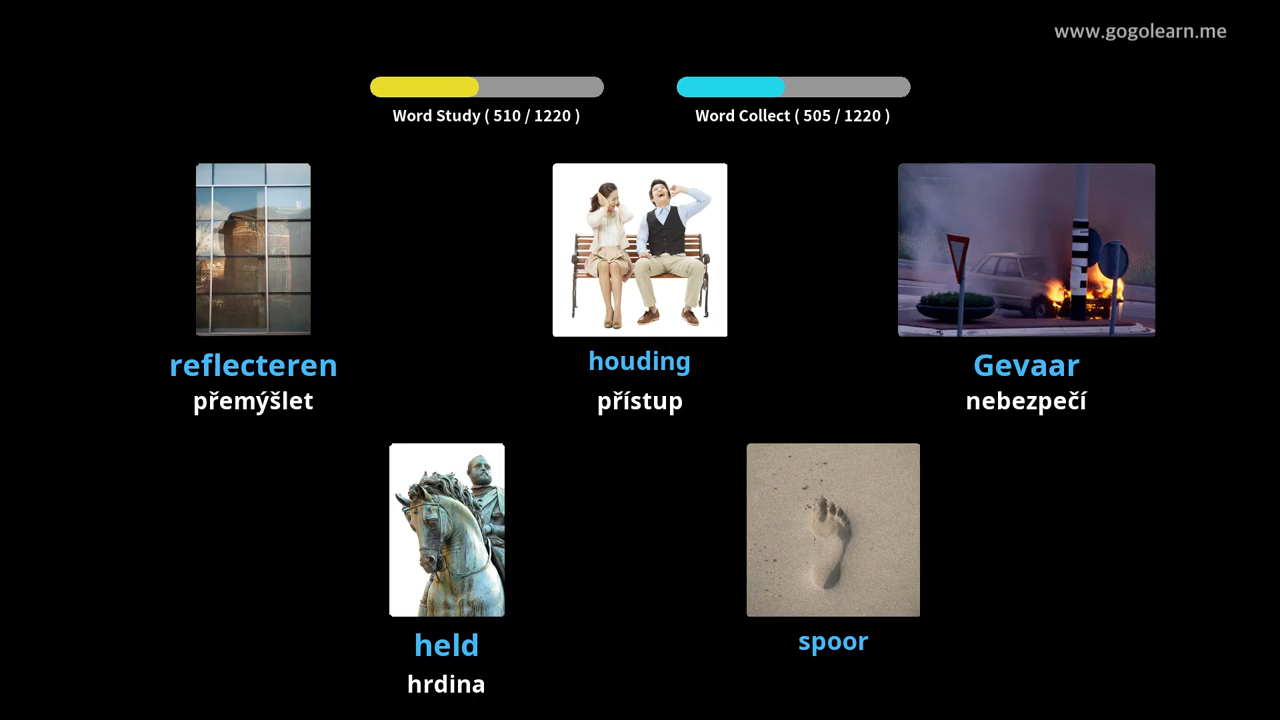 www.gogolearn.me
Word Study ( 510 / 1220 )
Word Collect ( 505 / 1220 )
reflecteren
přemýšlet
houding
přístup
Gevaar
nebezpečí
held
hrdina
spoor